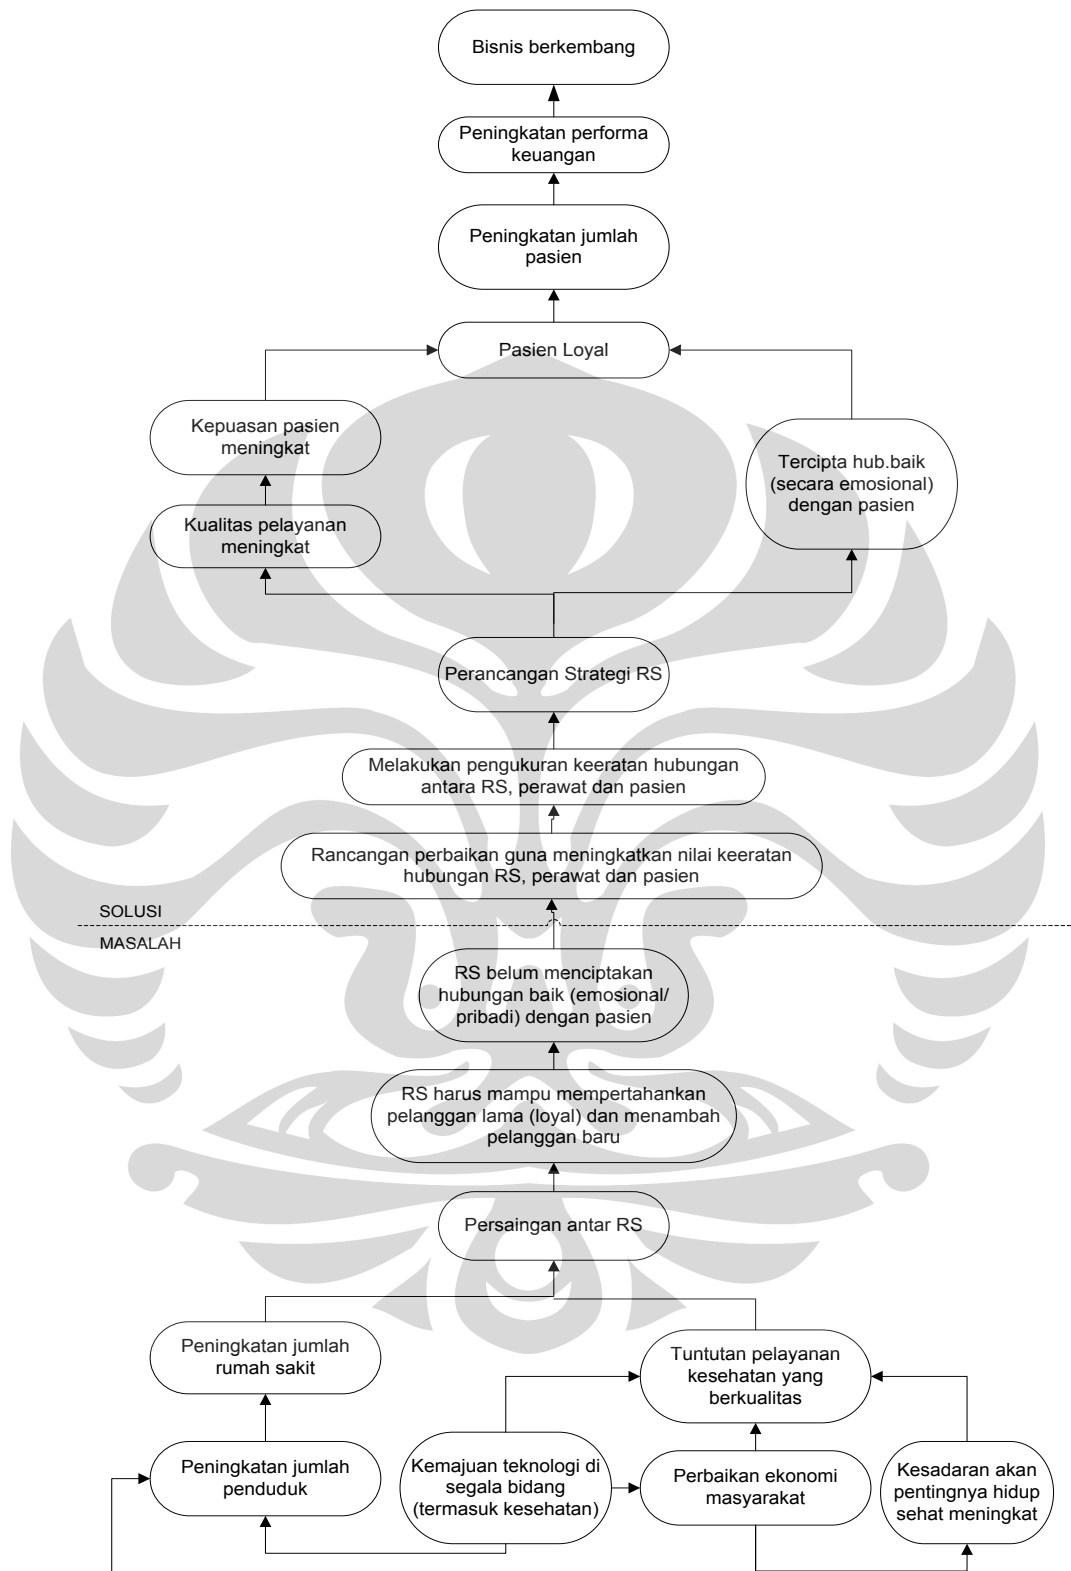 Bisnis berkembang
Peningkatan performa
keuangan
Peningkatan jumlah
pasien
Pasien Loyal
Kepuasan pasien
meningkat
Tercipta hub.baik
(secara emosional)
dengan pasien
Kualitas pelayanan
meningkat
Perancangan Strategi RS
Melakukan pengukuran keeratan hubungan
antara RS, perawat dan pasien
Rancangan perbaikan guna meningkatkan nilai keeratan
hubungan RS, perawat dan pasien
SOLUSI
MASALAH
RS belum menciptakan
hubungan baik (emosional/
pribadi) dengan pasien
RS harus mampu mempertahankan
pelanggan lama (loyal) dan menambah
pelanggan baru
Persaingan antar RS
Peningkatan jumlah
rumah sakit
Tuntutan pelayanan
kesehatan yang
berkualitas
Peningkatan jumlah
penduduk
Kemajuan teknologi di
segala bidang
(termasuk kesehatan)
Perbaikan ekonomi
masyarakat
Kesadaran akan
pentingnya hidup
sehat meningkat